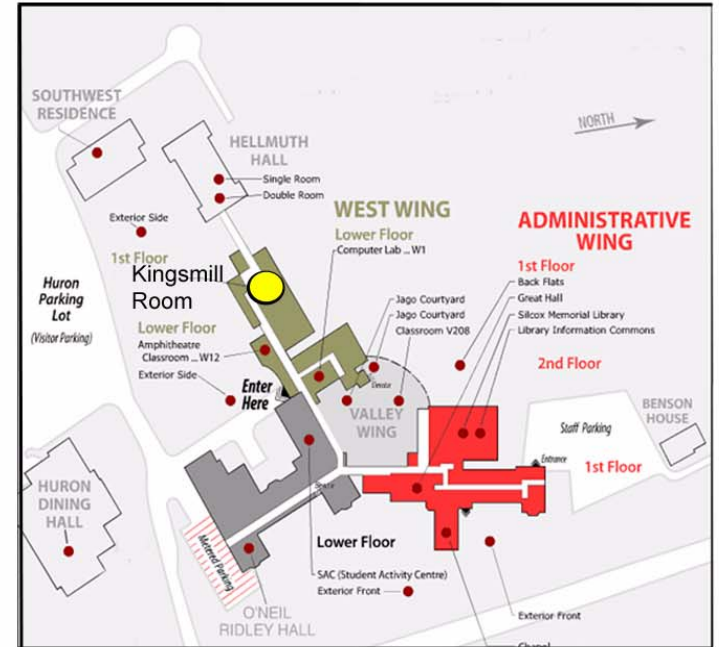 SOUTHWEST
RESIDENCE
NORTH
HELLMUTH
HALL
Single Room
Double Room
WEST WING
Lower Floor
Computer Lab ... W1
ADMINISTRATIVE
WING
1st Floor
Back Flats
Great Hall
Silcox Memorial Library
Library Information Commons
2nd Floor
Exterior Side
1st Floor
Kingsmill
Room
Huron
Parking
Lot
(Visitor Parking)
Jago Courtyard
Jago Courtyard
Classroom V208
Lower Floor
Amphitheatre
Classroom ... W12
Exterior Side
Enter
Here
Elevator
VALLEY
WING
Staff Parking
BENSON
HOUSE
Entrance
1st Floor
HURON
DINING
HALL
Metered Parking
Lower Floor
SAC (Student Activity Centre)
Exterior Front
O'NEIL
RIDLEY HALL
Exterior Front
Chapel